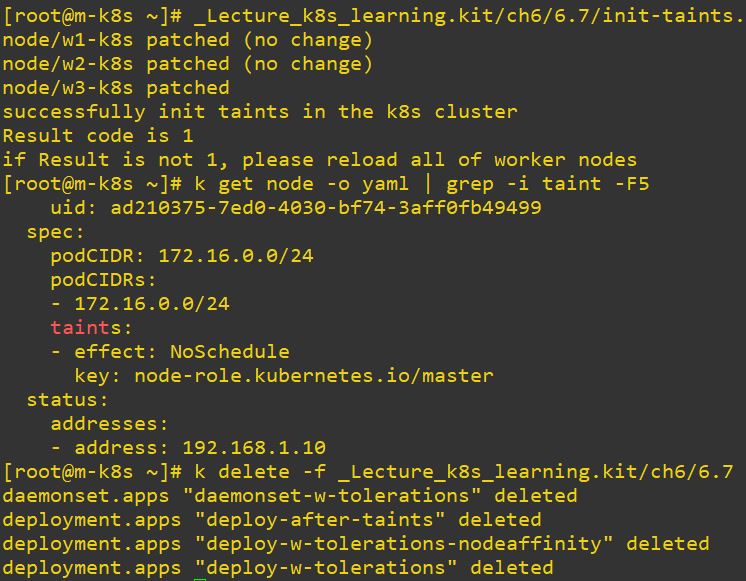 [root@m-k8s ~]# _Lecture_k8s_learning.kit/ch6/6.7/init-taints.
node/w1-k8s patched (no change)
node/w2-k8s patched (no change)
node/w3-k8s patched
successfully init taints in the k8s cluster
Result code is 1
if Result is not 1, please reload all of worker nodes
[root@m-k8s ~]# k get node -o yaml | grep -i taint -F5
    uid: ad210375-7ed0-4030-bf74-3aff0fb49499
  spec:
    podCIDR: 172.16.0.0/24
    podCIDRs:
    - 172.16.0.0/24
    taints:
    - effect: NoSchedule
      key: node-role.kubernetes.io/master
  status:
    addresses:
    - address: 192.168.1.10
[root@m-k8s ~]# k delete -f _Lecture_k8s_learning.kit/ch6/6.7
daemonset.apps "daemonset-w-tolerations" deleted
deployment.apps "deploy-after-taints" deleted
deployment.apps "deploy-w-tolerations-nodeaffinity" deleted
deployment.apps "deploy-w-tolerations" deleted